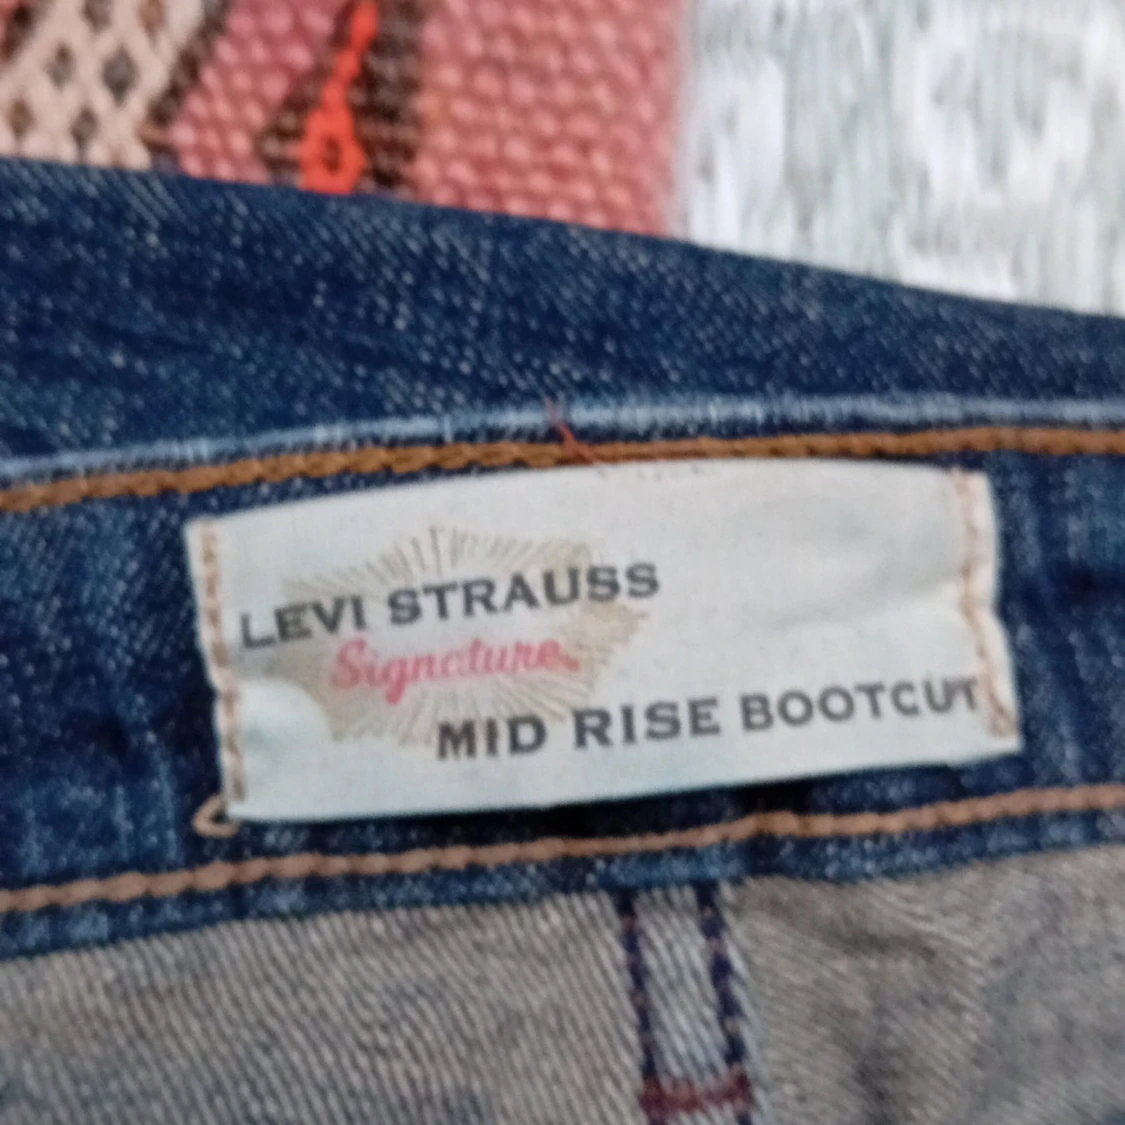 LEVI STRAUSS
Signature
MID RISE BOOTCUT